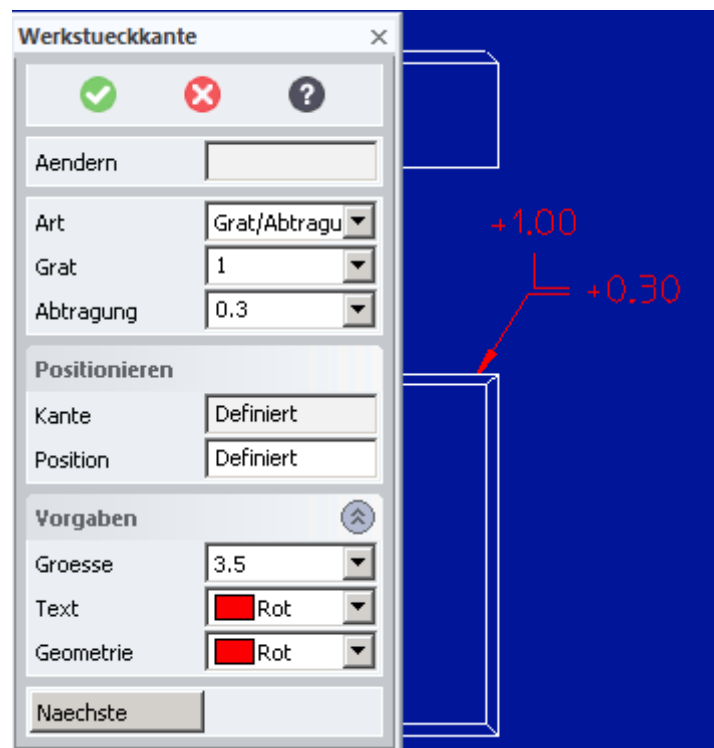 Werkstueckkante
Aendern
Art Grat/Abtragu
Grat 1
Abtragung 0.3
Positionieren
Kante Definiert
Position Definiert
Vorgaben
Groesse 3.5
Text Rot
Geometrie Rot
Naechste
+1.00
+0.30